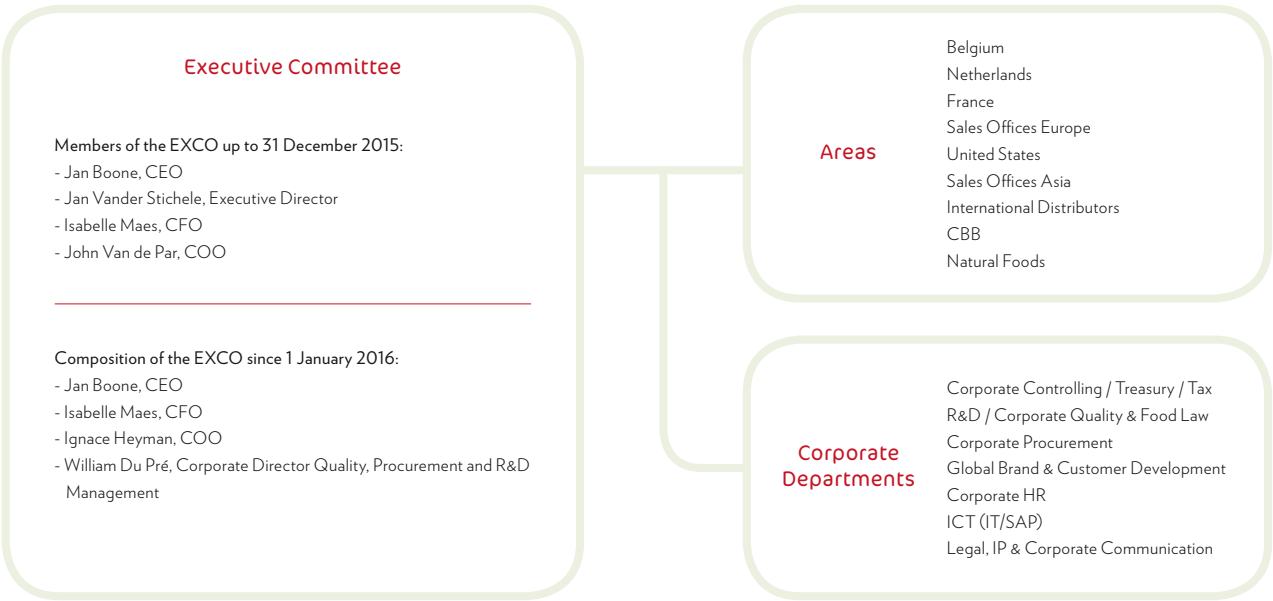 Executive Committee
Members of the EXCO up to 31 December 2015:
- Jan Boone, CEO
- Jan Vander Stichele, Executive Director
- Isabelle Maes, CFO
- John Van de Par, COO
Composition of the EXCO since 1 January 2016:
- Jan Boone, CEO
- Isabelle Maes, CFO
- Ignace Heyman, COO
- William Du Pré, Corporate Director Quality, Procurement and R&D
Management
Areas
Belgium
Netherlands
France
Sales Offices Europe
United States
Sales Offices Asia
International Distributors
CBB
Natural Foods
Corporate
Departments
Corporate Controlling / Treasury / Tax
R&D / Corporate Quality & Food Law
Corporate Procurement
Global Brand & Customer Development
Corporate HR
ICT (IT/SAP)
Legal, IP & Corporate Communication